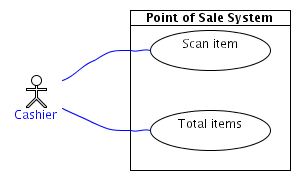 Point of Sale System
Scan item
Cashier
Total items